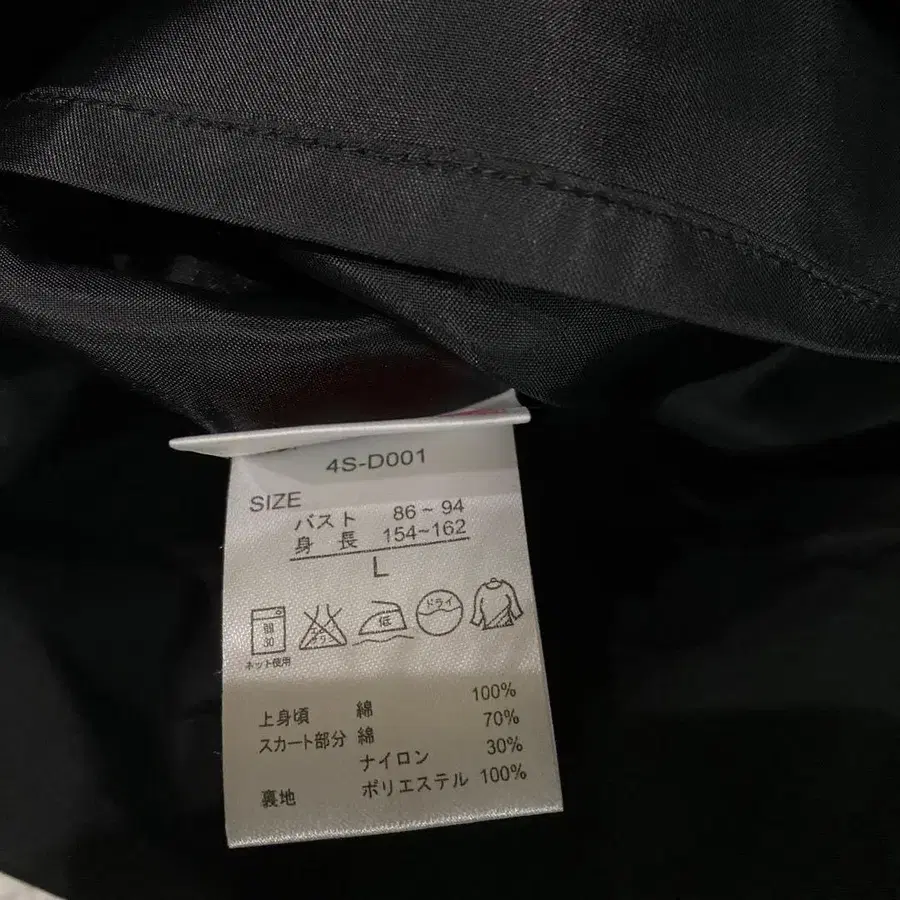 4S-D001
SIZE
バスト 86～94
身長 154~162
L
弱 30 低 ドライ
ネット使用
上身頃 綿 100%
スカート部分 綿 70%
ナイロン 30%
裏地 ポリエステル 100%